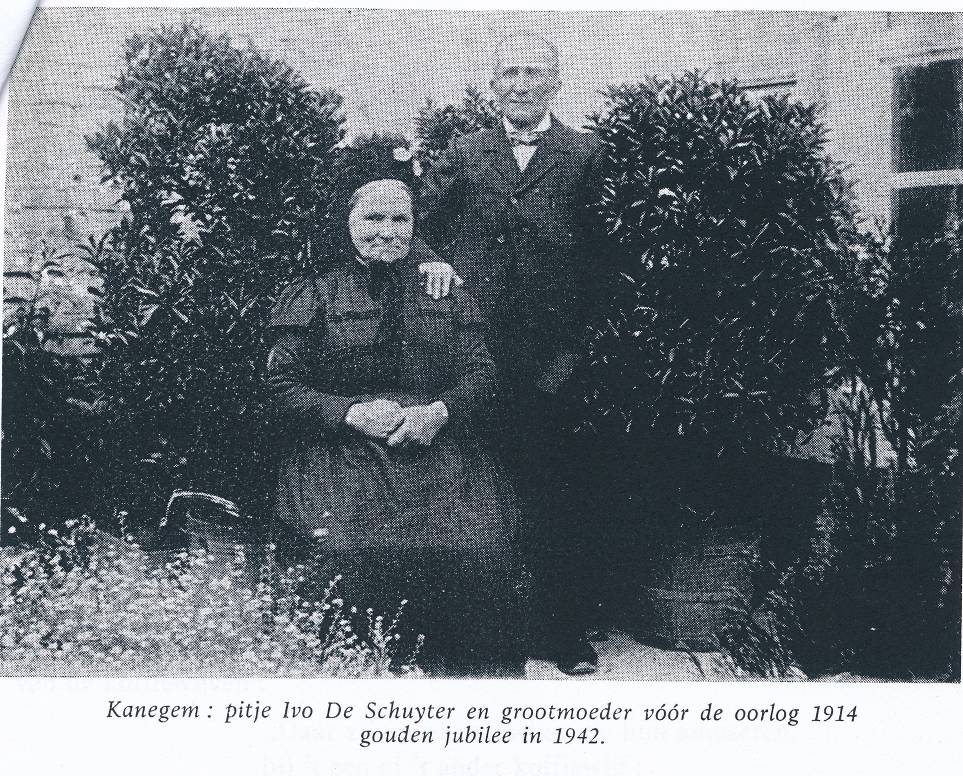 Kanegem : pitje Ivo De Schuyter en grootmoeder vóór de oorlog 1914
gouden jubilee in 1942.